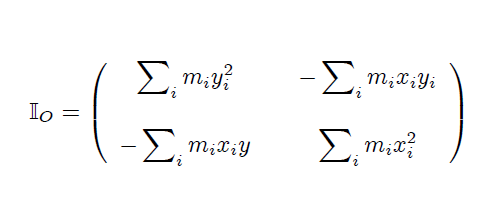 𝕀_O = ( ∑_i m_i y_i^2    − ∑_i m_i x_i y_i
− ∑_i m_i x_i y    ∑_i m_i x_i^2 )